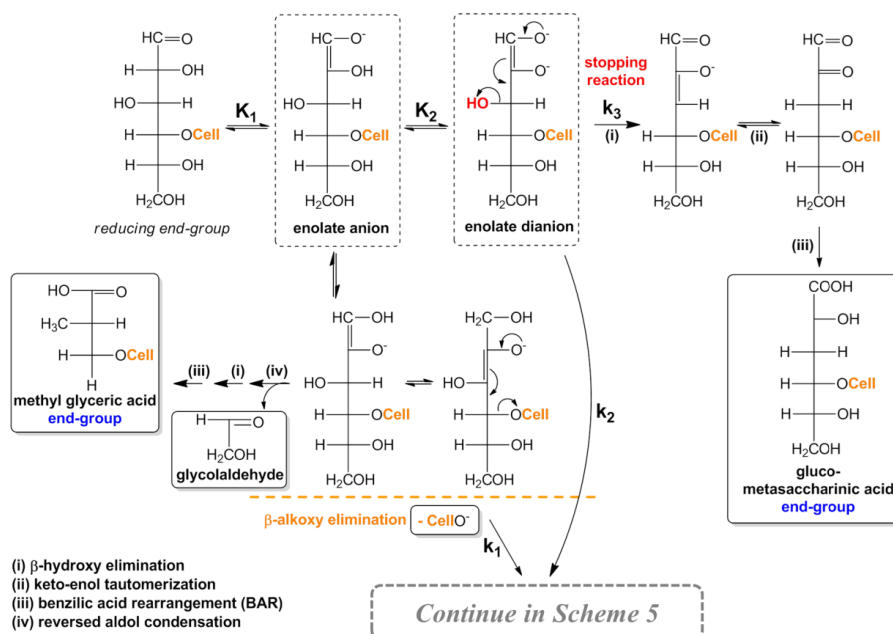 HC=O
H OH
HO H
H OCell
H OH
H₂COH
reducing end-group
K₁
HC-O⁻
OH
HO H
H OCell
H OH
H₂COH
enolate anion
K₂
HC-O⁻
O⁻
HO H
H OCell
H OH
H₂COH
enolate dianion
stopping
reaction
k₃
(i)
HC=O
O⁻
H
H OCell
H OH
H₂COH
(ii)
HC=O
O
H H
H OCell
H OH
H₂COH
(iii)
COOH
OH
H H
H OCell
H OH
H₂COH
gluco-
metasaccharinic acid
end-group
HO O
H₃C H
H OCell
H
methyl glyceric acid
end-group
(iii) (i) (iv)
H O
H₂COH
glycolaldehyde
HC-OH
O⁻
HO H
H OCell
H OH
H₂COH
H₂C-OH
O⁻
HO
H OCell
H OH
H₂COH
k₂
β-alkoxy elimination - CellO⁻
k₁
(i) β-hydroxy elimination
(ii) keto-enol tautomerization
(iii) benzilic acid rearrangement (BAR)
(iv) reversed aldol condensation
Continue in Scheme 5